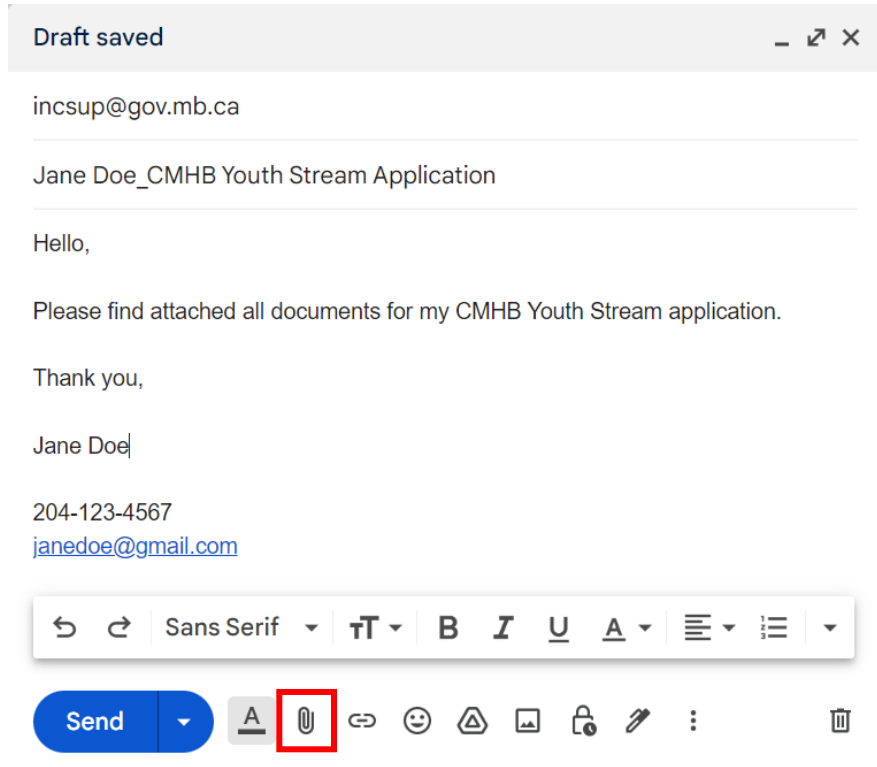 Draft saved
incsup@gov.mb.ca
Jane Doe_CMHB Youth Stream Application
Hello,
Please find attached all documents for my CMHB Youth Stream application.
Thank you,
Jane Doe
204-123-4567
janedoe@gmail.com
Sans Serif TT B I U A
Send A